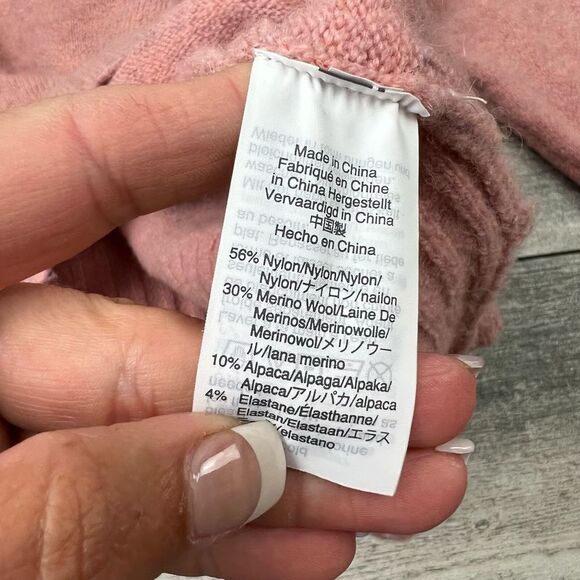 Made in China
Fabriqué en Chine
in China Hergestellt
Vervaardigd in China
中国製
Hecho en China
56% Nylon/Nylon/Nylon/
Nylon/ナイロン/nailon
30% Merino Wool/Laine De
Merinos/Merinowolle/
Merinowol/メリノウー
ル/lana merino
10% Alpaca/Alpaga/Alpaka/
Alpaca/アルパカ/alpaca
4% Elastane/Élasthanne/
Elastan/Elastaan/エラス
/elastano